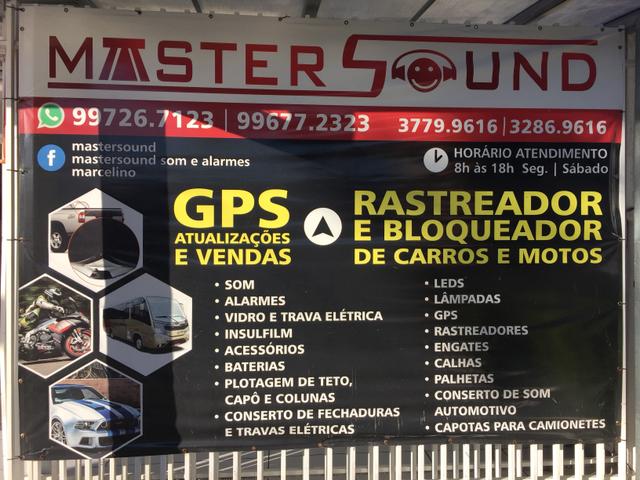 MASTER SOUND
99726.7123 | 99677.2323 3779.9616 | 3286.9616
mastersound
mastersound som e alarmes
marcelino
HORÁRIO ATENDIMENTO
8h às 18h Seg. | Sábado
GPS
ATUALIZAÇÕES
E VENDAS
RASTREADOR
E BLOQUEADOR
DE CARROS E MOTOS
• SOM
• ALARMES
• VIDRO E TRAVA ELÉTRICA
• INSULFILM
• ACESSÓRIOS
• BATERIAS
• PLOTAGEM DE TETO,
CAPÔ E COLUNAS
• CONSERTO DE FECHADURAS
E TRAVAS ELÉTRICAS
• LEDS
• LÂMPADAS
• GPS
• RASTREADORES
• ENGATES
• CALHAS
• PALHETAS
• CONSERTO DE SOM
AUTOMOTIVO
• CAPOTAS PARA CAMIONETES